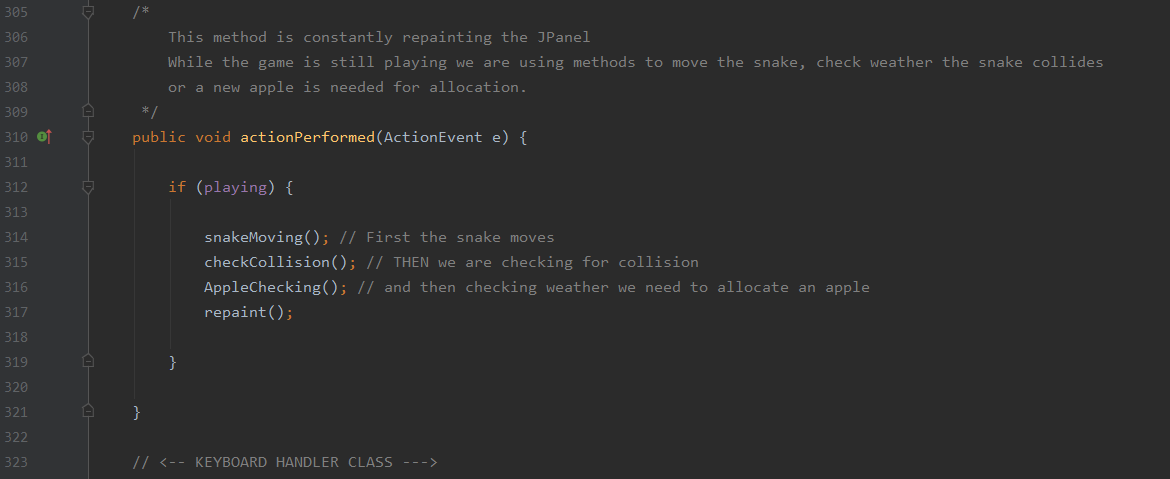 305 /*
306 This method is constantly repainting the JPanel
307 While the game is still playing we are using methods to move the snake, check weather the snake collides
308 or a new apple is needed for allocation.
309 */
310 public void actionPerformed(ActionEvent e) {
311
312 if (playing) {
313
314 snakeMoving(); // First the snake moves
315 checkCollision(); // THEN we are checking for collision
316 AppleChecking(); // and then checking weather we need to allocate an apple
317 repaint();
318
319 }
320
321 }
322
323 // <-- KEYBOARD HANDLER CLASS --->